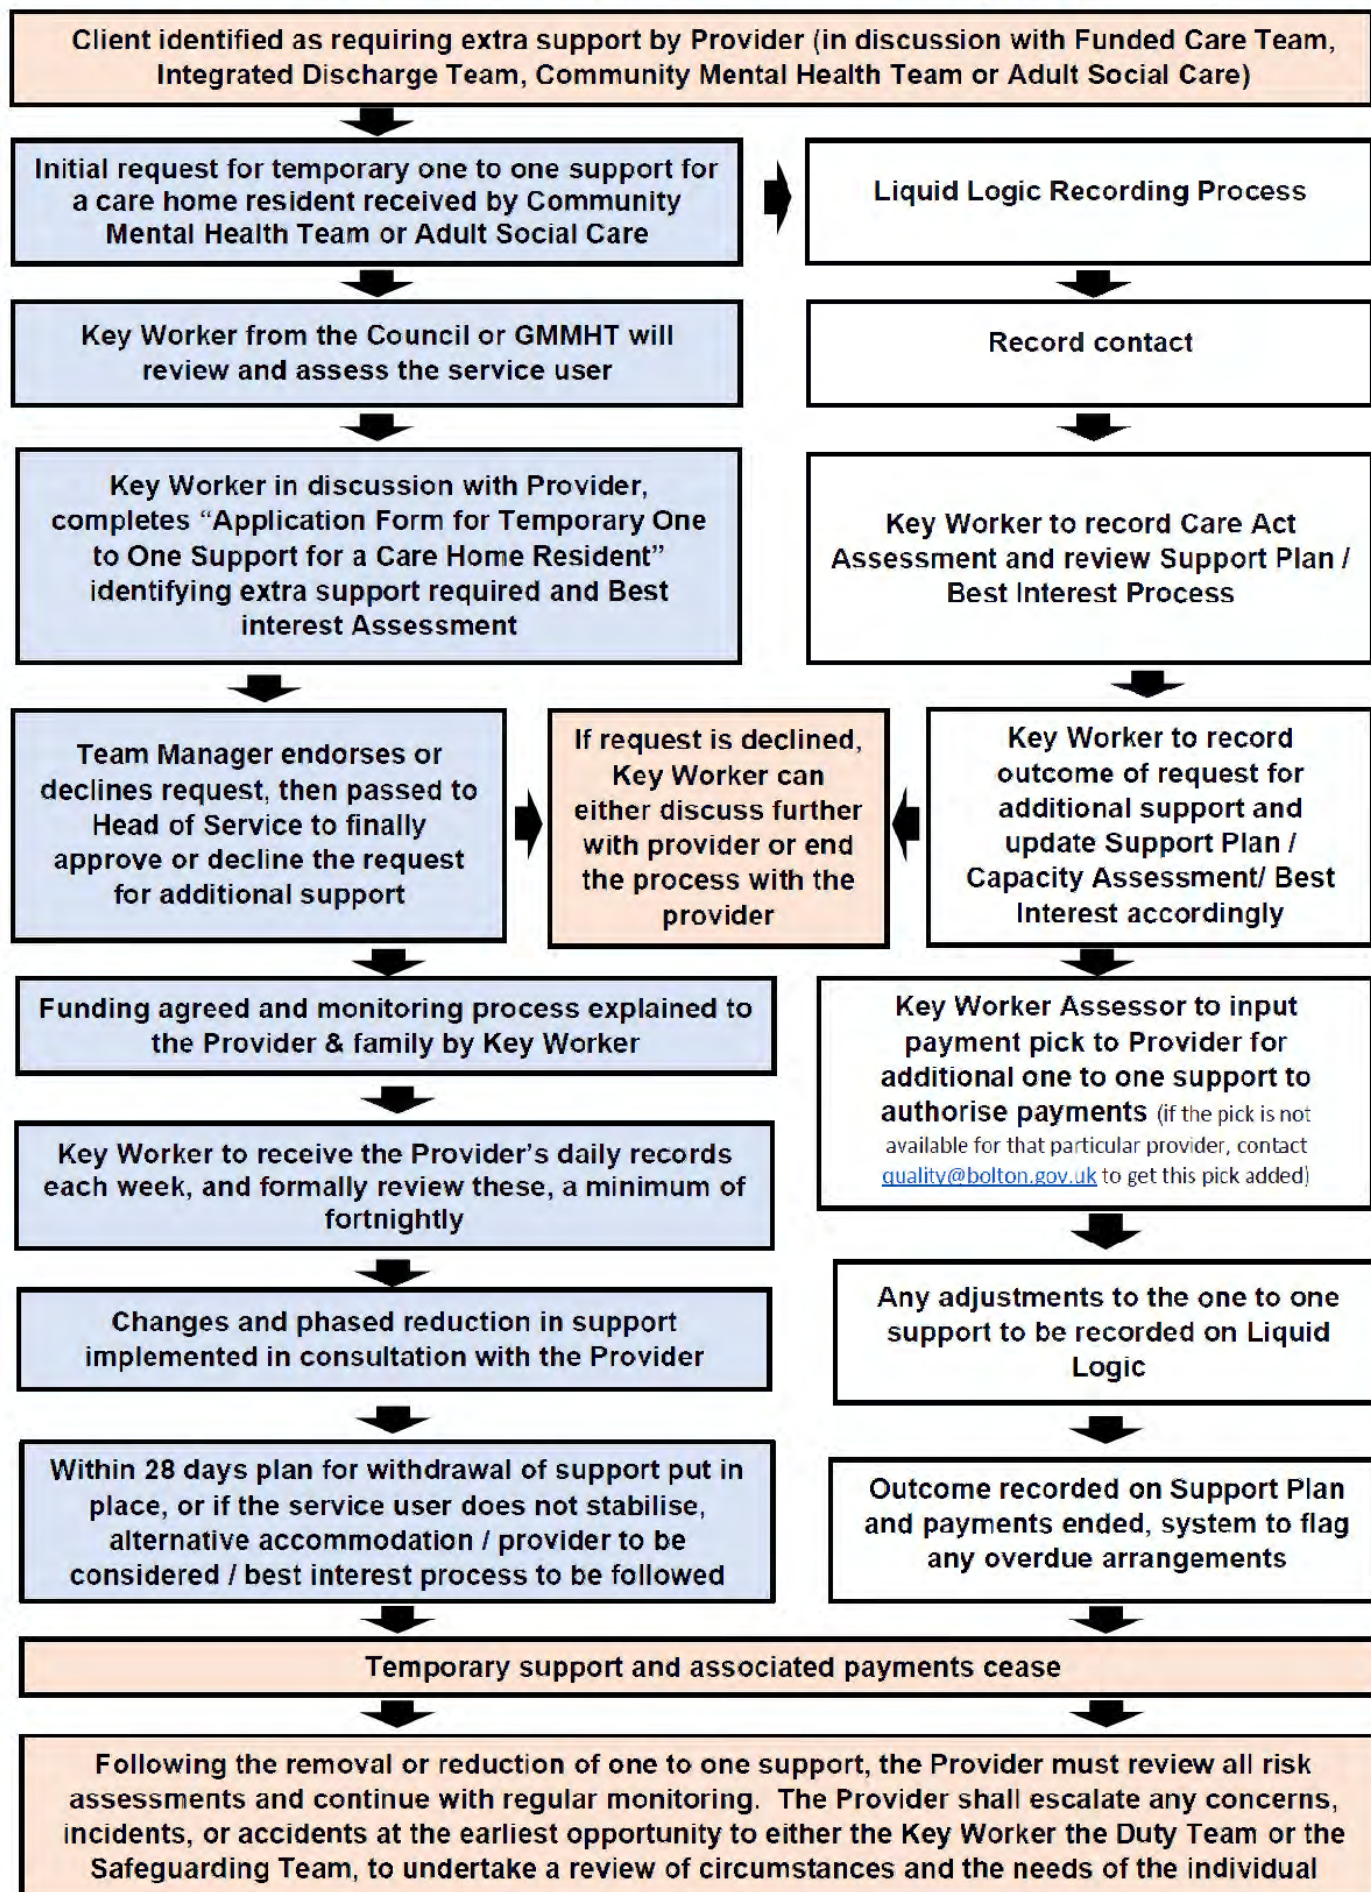 Client identified as requiring extra support by Provider (in discussion with Funded Care Team,
Integrated Discharge Team, Community Mental Health Team or Adult Social Care)
Initial request for temporary one to one support for
a care home resident received by Community
Mental Health Team or Adult Social Care
Liquid Logic Recording Process
Key Worker from the Council or GMMHT will
review and assess the service user
Record contact
Key Worker in discussion with Provider,
completes “Application Form for Temporary One
to One Support for a Care Home Resident”
identifying extra support required and Best
interest Assessment
Key Worker to record Care Act
Assessment and review Support Plan /
Best Interest Process
Team Manager endorses or
declines request, then passed to
Head of Service to finally
approve or decline the request
for additional support
If request is declined,
Key Worker can
either discuss further
with provider or end
the process with the
provider
Key Worker to record
outcome of request for
additional support and
update Support Plan /
Capacity Assessment/ Best
Interest accordingly
Funding agreed and monitoring process explained to
the Provider & family by Key Worker
Key Worker Assessor to input
payment pick to Provider for
additional one to one support to
authorise payments (if the pick is not
available for that particular provider, contact
quality@bolton.gov.uk to get this pick added)
Key Worker to receive the Provider’s daily records
each week, and formally review these, a minimum of
fortnightly
Changes and phased reduction in support
implemented in consultation with the Provider
Any adjustments to the one to one
support to be recorded on Liquid
Logic
Within 28 days plan for withdrawal of support put in
place, or if the service user does not stabilise,
alternative accommodation / provider to be
considered / best interest process to be followed
Outcome recorded on Support Plan
and payments ended, system to flag
any overdue arrangements
Temporary support and associated payments cease
Following the removal or reduction of one to one support, the Provider must review all risk
assessments and continue with regular monitoring. The Provider shall escalate any concerns,
incidents, or accidents at the earliest opportunity to either the Key Worker the Duty Team or the
Safeguarding Team, to undertake a review of circumstances and the needs of the individual